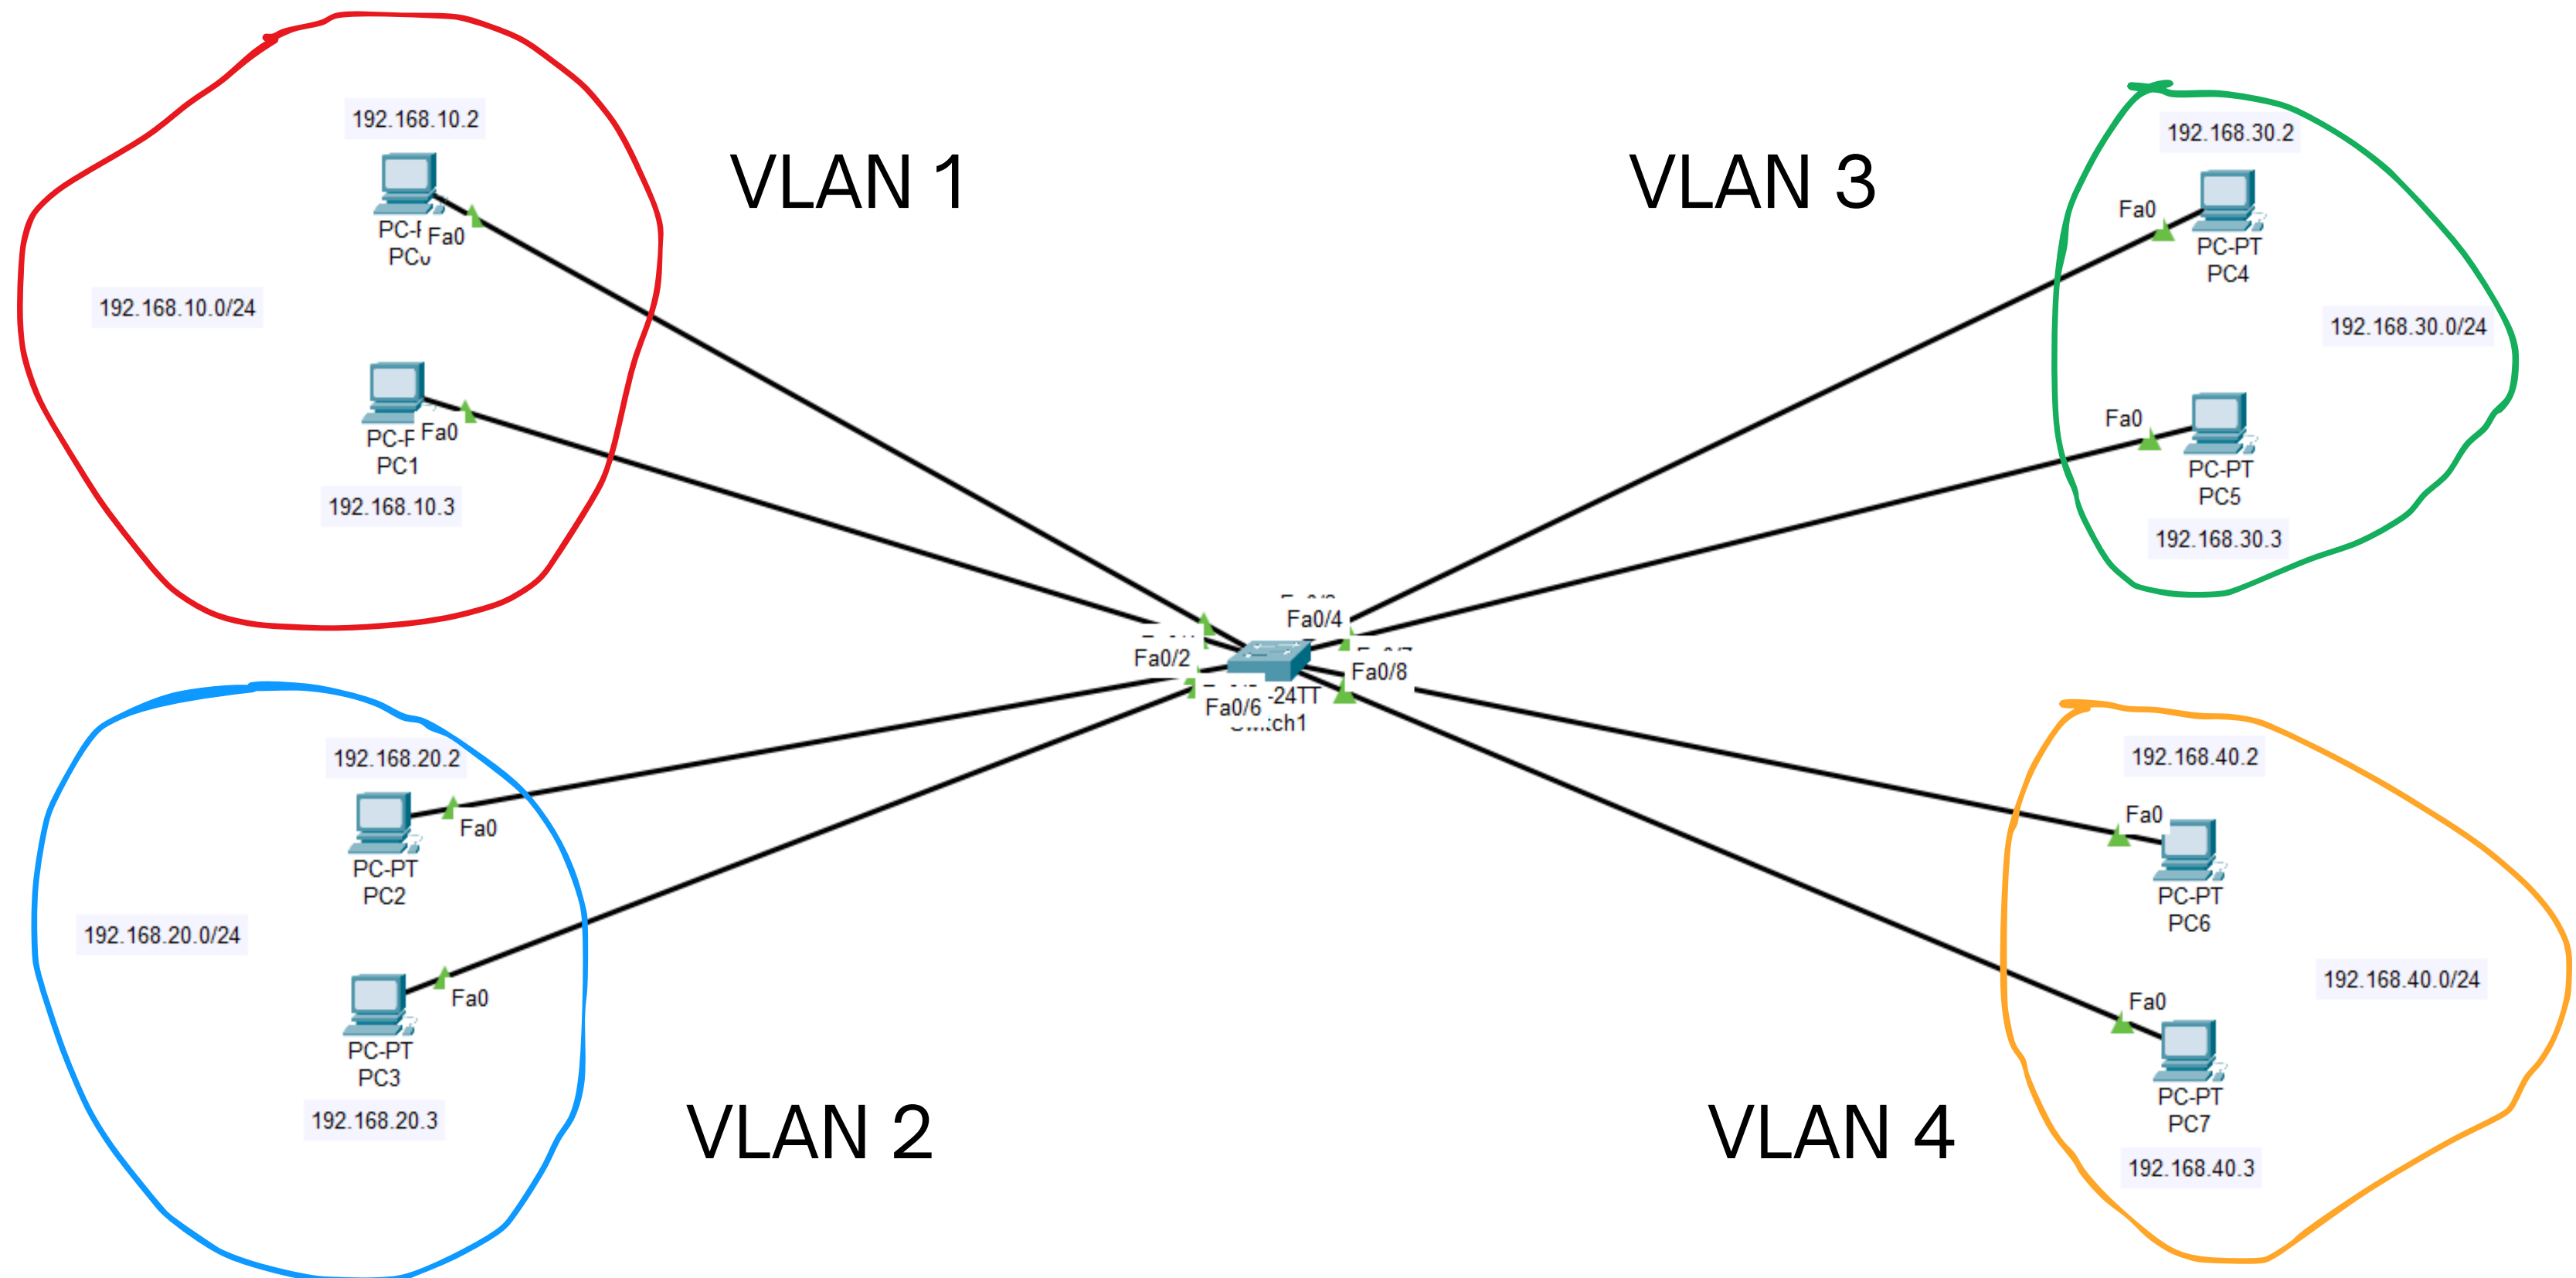 192.168.10.2
Fa0
192.168.10.0/24
Fa0
PC1
192.168.10.3
VLAN 1
VLAN 3
192.168.30.2
Fa0
PC-PT
PC4
192.168.30.0/24
Fa0
PC-PT
PC5
192.168.30.3
Fa0/4
Fa0/2
Fa0/8
Fa0/6
-24TT
192.168.20.2
Fa0
PC-PT
PC2
192.168.20.0/24
Fa0
PC-PT
PC3
192.168.20.3
VLAN 2
VLAN 4
192.168.40.2
Fa0
PC-PT
PC6
192.168.40.0/24
Fa0
PC-PT
PC7
192.168.40.3